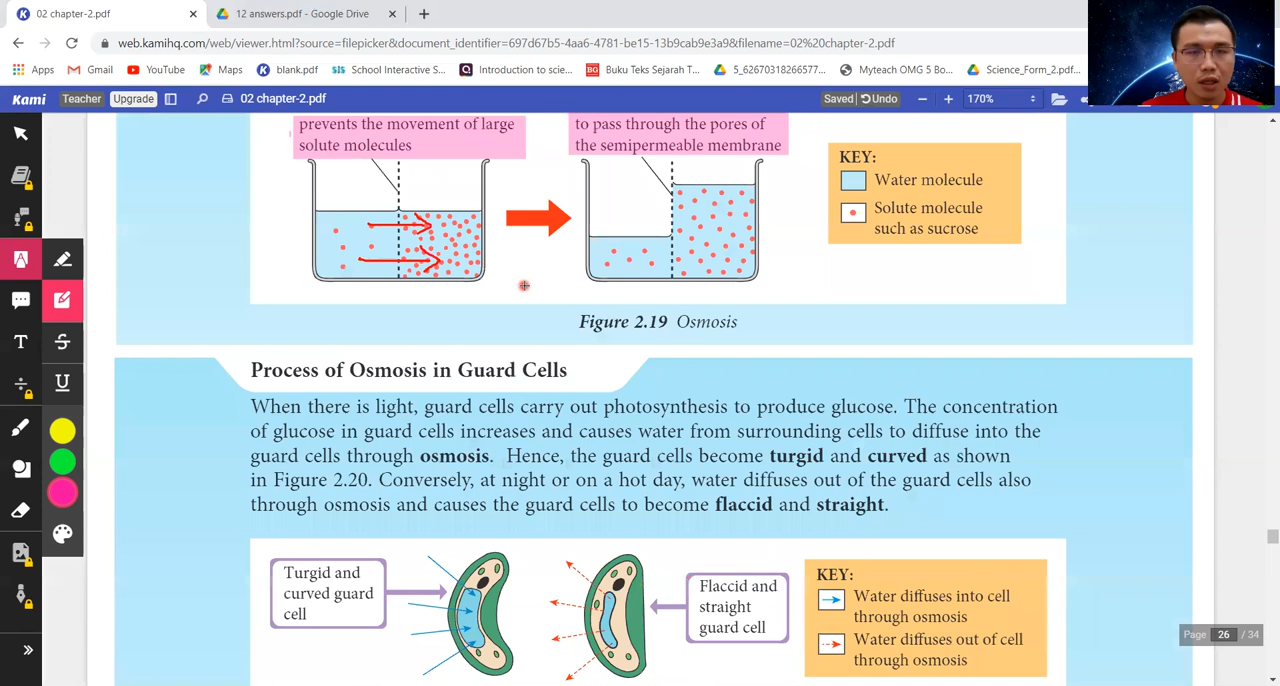 02 chapter-2.pdf
12 answers.pdf - Google Drive
web.kamihq.com/web/viewer.html?source=filepicker&document_identifier=697d67b5-4aa6-4781-be15-13b9cab9e3a9&filename=02%20chapter-2.pdf
Apps Gmail YouTube Maps blank.pdf SIS School Interactive S... Introduction to scie... BG Buku Teks Sejarah T... 5_62670318266577... Myteach OMG 5 Bo... Science_Form_2.pdf...
Kami Teacher Upgrade 02 chapter-2.pdf Saved Undo 170%
prevents the movement of large
solute molecules
to pass through the pores of
the semipermeable membrane
KEY:
Water molecule
Solute molecule
such as sucrose
Figure 2.19 Osmosis
Process of Osmosis in Guard Cells
When there is light, guard cells carry out photosynthesis to produce glucose. The concentration
of glucose in guard cells increases and causes water from surrounding cells to diffuse into the
guard cells through osmosis. Hence, the guard cells become turgid and curved as shown
in Figure 2.20. Conversely, at night or on a hot day, water diffuses out of the guard cells also
through osmosis and causes the guard cells to become flaccid and straight.
Turgid and
curved guard
cell
Flaccid and
straight
guard cell
KEY:
Water diffuses into cell
through osmosis
Water diffuses out of cell
through osmosis
Page 26 / 34